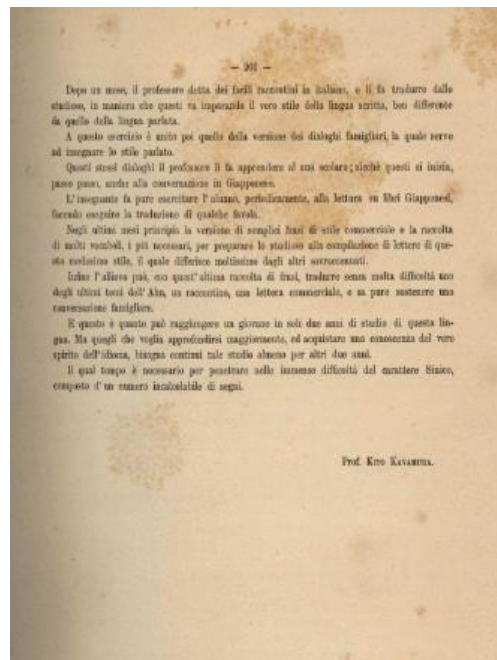 — 201 —
Dopo un mese, il professore detta dei facili raccontini in italiano, e li fa tradurre dallo
studioso, in maniera che questi va imparando il vero stile della lingua scritta, ben differente
da quello della lingua parlata.
A questo esercizio è unito poi quello della versione dei dialoghi famigliari, la quale serve
ad insegnare lo stile parlato.
Questi stessi dialoghi il professore li fa apprendere al suo scolare; sicchè questi si inizia,
passo passo, anche alla conversazione in Giapponese.
L'insegnante fa pure esercitare l'alunno, periodicamente, alla lettura su libri Giapponesi,
facendo eseguire la traduzione di qualche favola.
Negli ultimi mesi principia la versione di semplici frasi di stile commerciale e la raccolta
di molti vocaboli, i più necessari, per preparare lo studioso alla compilazione di lettere di que-
sto medesimo stile, il quale differisce moltissimo dagli altri sovraccennati.
Infine l'allievo può, con quest'ultima raccolta di frasi, tradurre senza molta difficoltà uno
degli ultimi temi dell'Ahn, un raccontino, una lettera commerciale, e sa pure sostenere una
conversazione famigliare.
E questo è quanto può raggiungere un giovane in soli due anni di studio di questa lin-
gua. Ma quegli che voglia approfondirsi maggiormente, ed acquistare una conoscenza del vero
spirito dell'idioma, bisogna continui tale studio almeno per altri due anni.
Il qual tempo è necessario per penetrare nelle immense difficoltà del carattere Sinico,
composto d'un numero incalcolabile di segni.
Prof. Kito Kavamura.